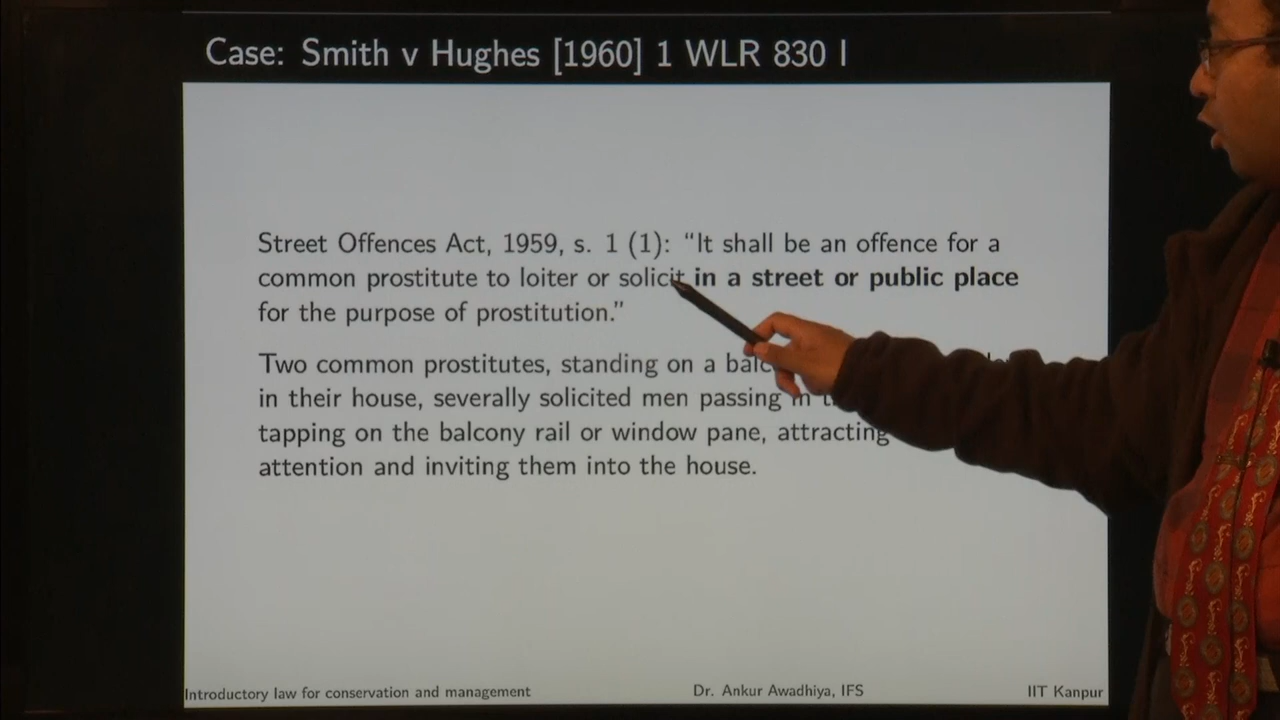 Case: Smith v Hughes [1960] 1 WLR 830 I
Street Offences Act, 1959, s. 1 (1): “It shall be an offence for a
common prostitute to loiter or solicit in a street or public place
for the purpose of prostitution.”
Two common prostitutes, standing on a
in their house, severally solicited men passing
tapping on the balcony rail or window pane, attracting
attention and inviting them into the house.
Introductory law for conservation and management
Dr. Ankur Awadhiya, IFS
IIT Kanpur